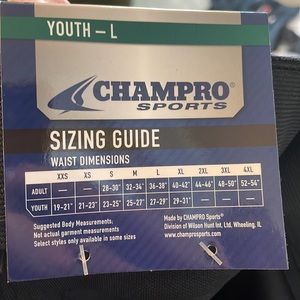 YOUTH – L
CHAMPRO
SPORTS
SIZING GUIDE
WAIST DIMENSIONS
XXS XS S M L XL 2XL 3XL 4XL
ADULT 28-30" 32-34" 36-38" 40-42" 44-46" 48-50" 52-54"
YOUTH 19-21" 21-23" 23-25" 25-27" 27-29" 29-31"
Suggested Body Measurements.
Not actual garment measurements
Select styles only available in some sizes
Made by CHAMPRO Sports®
Division of Wilson Hunt Int, Ltd. Wheeling, IL
www.champrosports.com